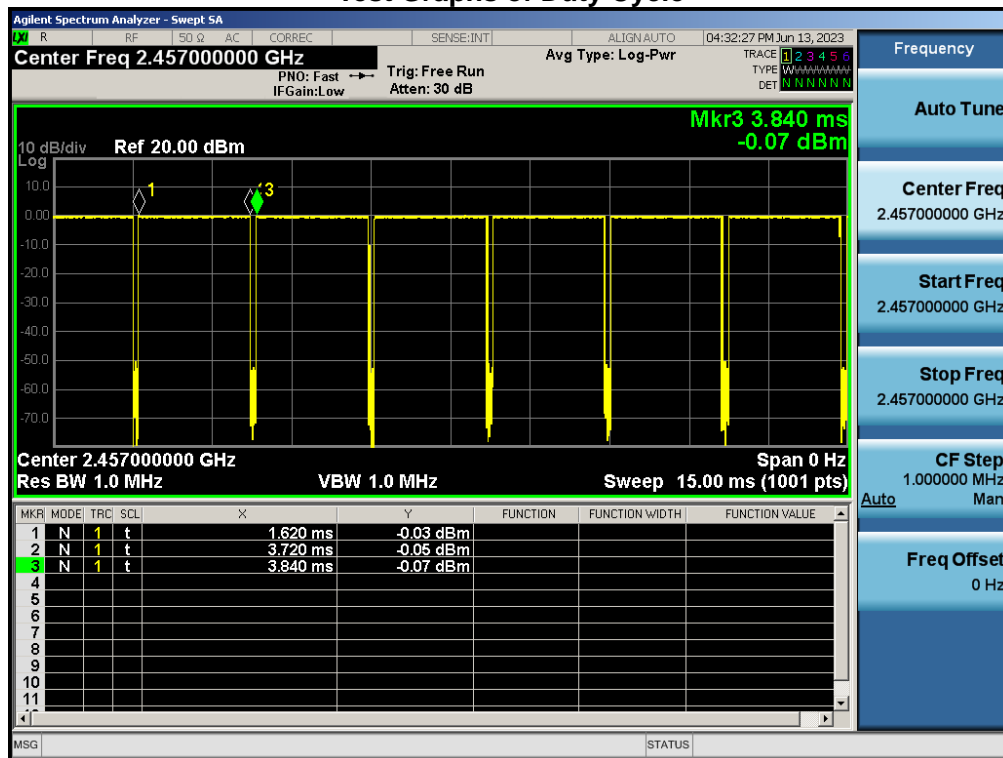 Test Graphs of Duty Cycle
Agilent Spectrum Analyzer - Swept SA
LXI R RF 50 Ω AC CORREC SENSE:INT ALIGN AUTO 04:32:27 PM Jun 13, 2023
Center Freq 2.457000000 GHz
PNO: Fast
IFGain:Low
Trig: Free Run
Atten: 30 dB
Avg Type: Log-Pwr
TRACE 1 2 3 4 5 6
TYPE
DET N N N N N N
Mkr3 3.840 ms
-0.07 dBm
10 dB/div Ref 20.00 dBm
Log
10.0
0.00
-10.0
-20.0
-30.0
-40.0
-50.0
-60.0
-70.0
1
3
Center 2.457000000 GHz Span 0 Hz
Res BW 1.0 MHz VBW 1.0 MHz Sweep 15.00 ms (1001 pts)
MKR MODE TRC SCL X Y FUNCTION FUNCTION WIDTH FUNCTION VALUE
1 N 1 t 1.620 ms -0.03 dBm
2 N 1 t 3.720 ms -0.05 dBm
3 N 1 t 3.840 ms -0.07 dBm
4
5
6
7
8
9
10
11
MSG STATUS
Frequency
Auto Tune
Center Freq
2.457000000 GHz
Start Freq
2.457000000 GHz
Stop Freq
2.457000000 GHz
CF Step
1.000000 MHz
Auto Man
Freq Offset
0 Hz